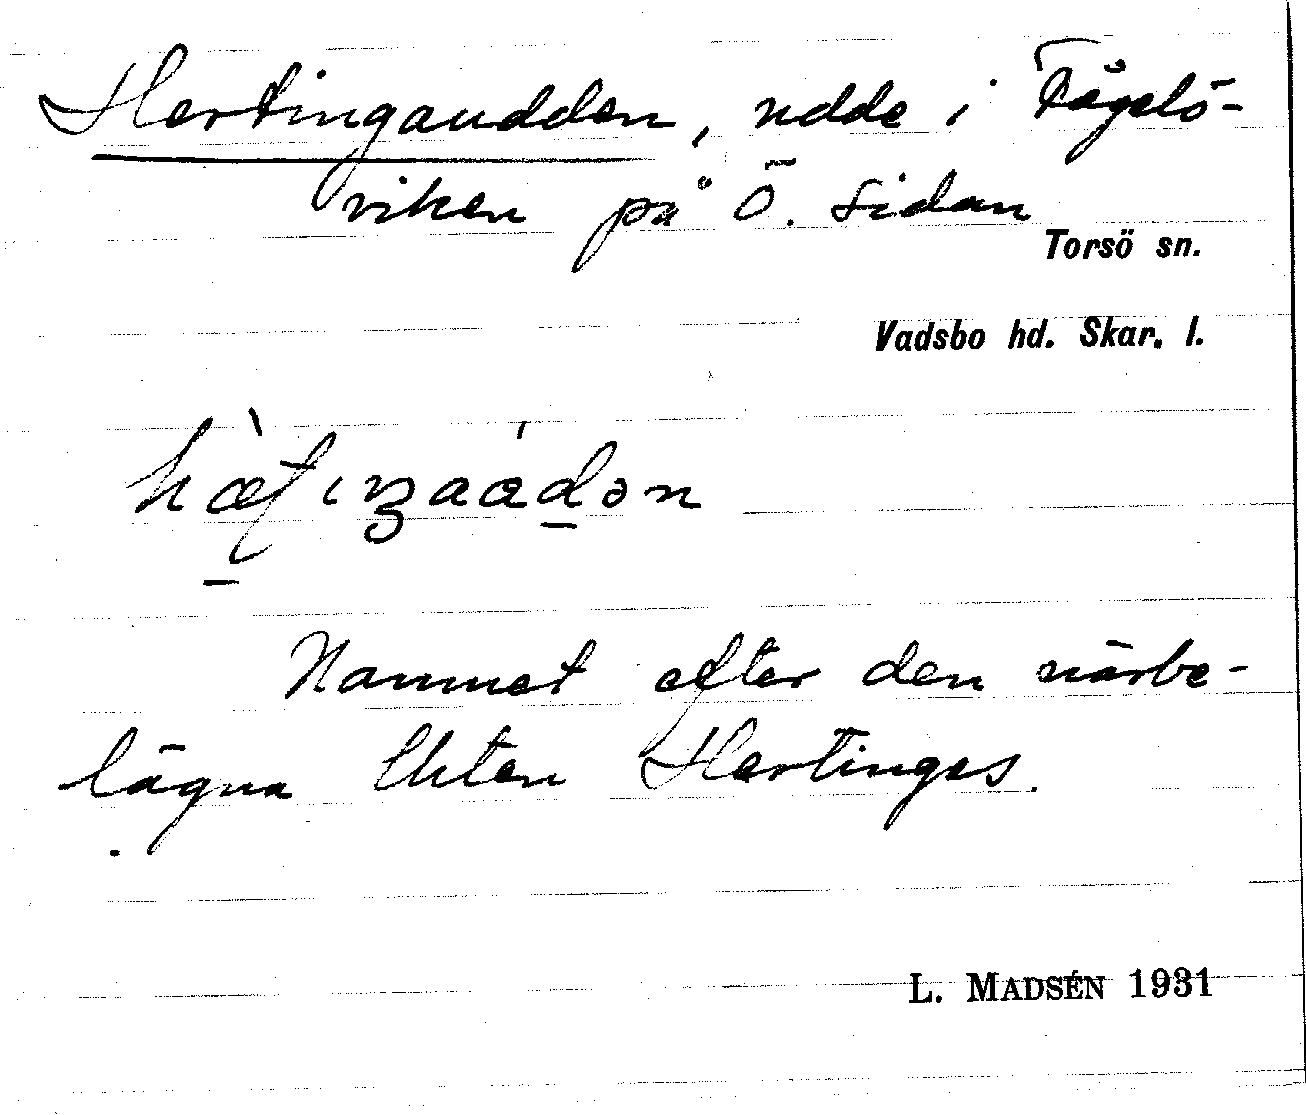 Hertingaudden, udde i Fågelö-
viken på Ö. sidan
Torsö sn.
Vadsbo hd. Skar. l.
Namnet efter den närbe-
lägna lhten Hertinges.
L. MADSÉN 1931